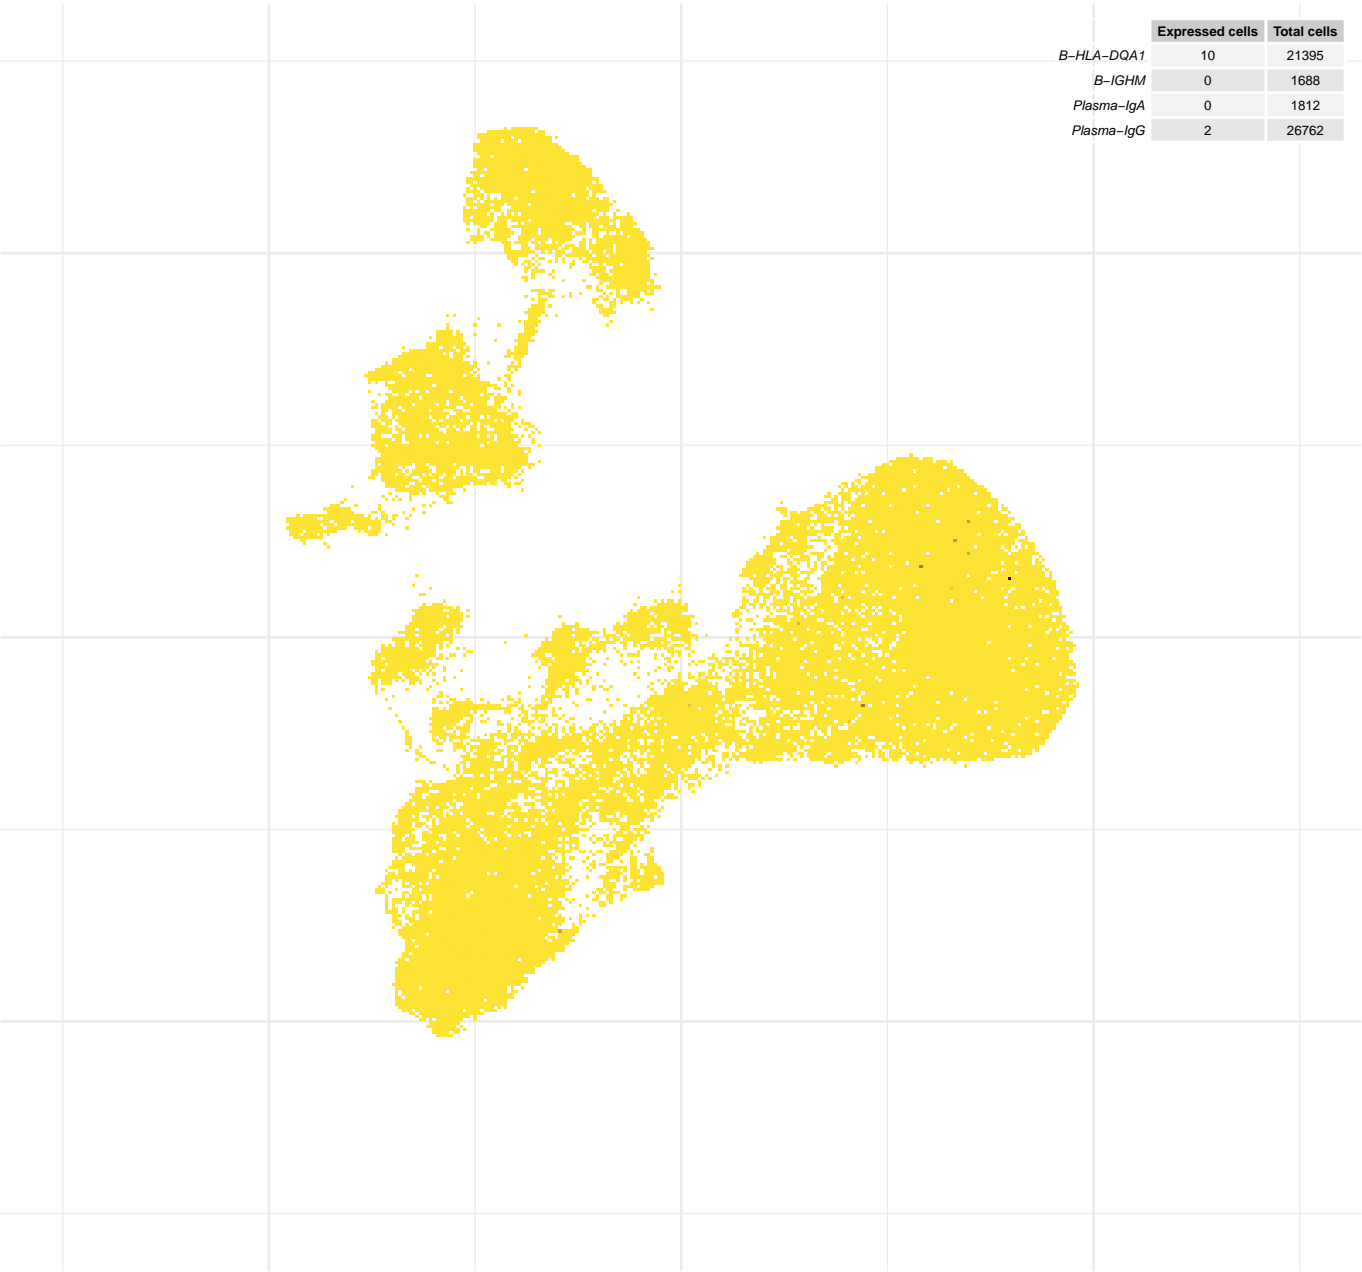 Expressed cells Total cells
B−HLA−DQA1 10 21395
B−IGHM 0 1688
Plasma−IgA 0 1812
Plasma−IgG 2 26762